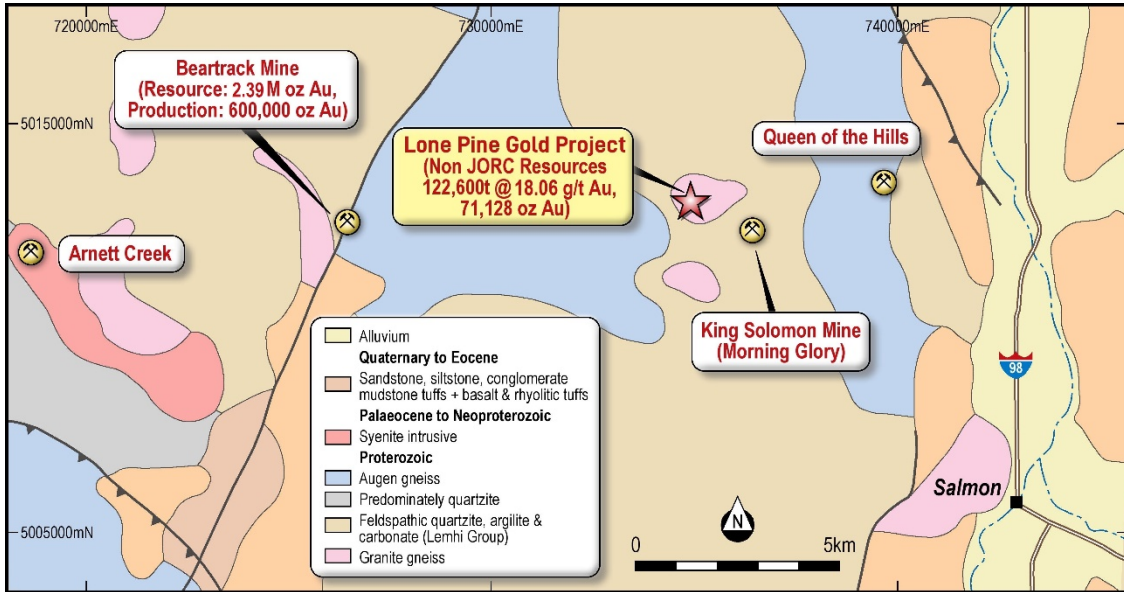 720000mE
730000mE
740000mE
Beartrack Mine
(Resource: 2.39 M oz Au,
Production: 600,000 oz Au)
5015000mN
Lone Pine Gold Project
(Non JORC Resources
122,600t @ 18.06 g/t Au,
71,128 oz Au)
Queen of the Hills
Arnett Creek
King Solomon Mine
(Morning Glory)
Alluvium
Quaternary to Eocene
Sandstone, siltstone, conglomerate
mudstone tuffs + basalt & rhyolitic tuffs
Palaeocene to Neoproterozoic
Syenite intrusive
Proterozoic
Augen gneiss
Predominately quartzite
Feldspathic quartzite, argilite &
carbonate (Lemhi Group)
Granite gneiss
98
Salmon
5005000mN
N
0
5km